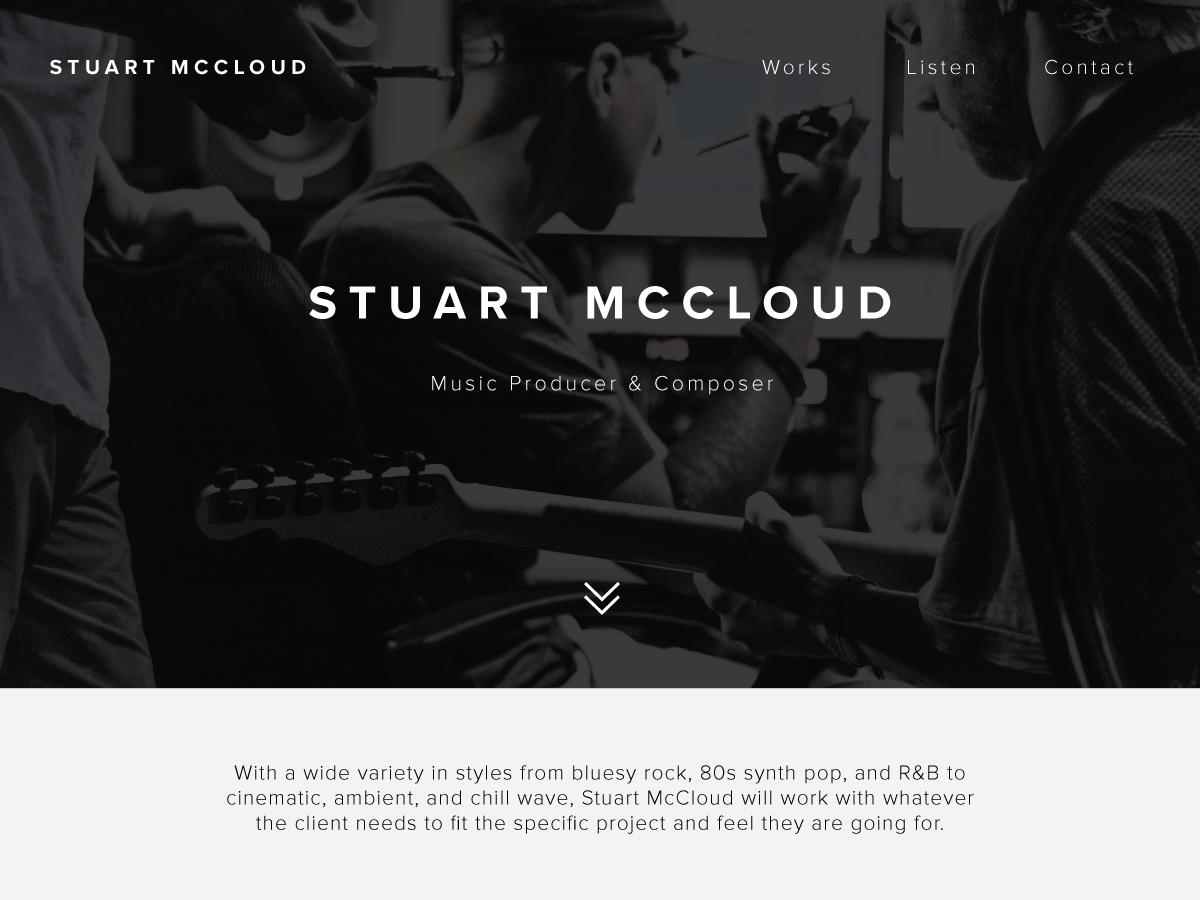 STUART MCCLOUD
Works Listen Contact
STUART MCCLOUD
Music Producer & Composer
With a wide variety in styles from bluesy rock, 80s synth pop, and R&B to
cinematic, ambient, and chill wave, Stuart McCloud will work with whatever
the client needs to fit the specific project and feel they are going for.